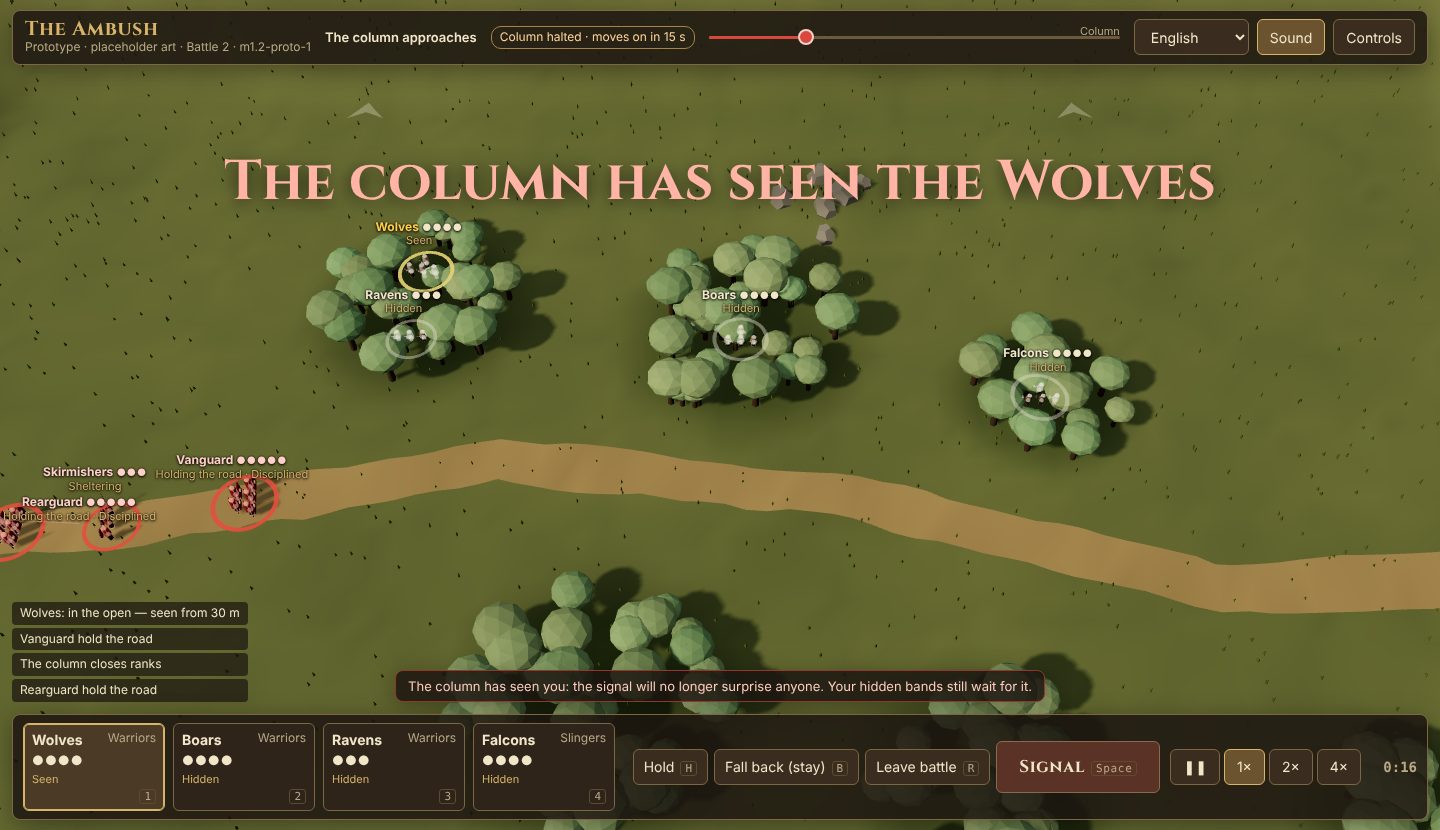 The Ambush
Prototype · placeholder art · Battle 2 · m1.2-proto-1
The column approaches
Column halted · moves on in 15 s
Column
English
Sound
Controls
The column has seen the Wolves
Wolves
Seen
Ravens
Hidden
Boars
Hidden
Falcons
Hidden
Vanguard
Holding the road · Disciplined
Skirmishers
Sheltering
Rearguard
Holding the road · Disciplined
Wolves: in the open — seen from 30 m
Vanguard hold the road
The column closes ranks
Rearguard hold the road
The column has seen you: the signal will no longer surprise anyone. Your hidden bands still wait for it.
Wolves Warriors
Seen
1
Boars Warriors
Hidden
2
Ravens Warriors
Hidden
3
Falcons Slingers
Hidden
4
Hold H
Fall back (stay) B
Leave battle R
Signal Space
1×
2×
4×
0:16